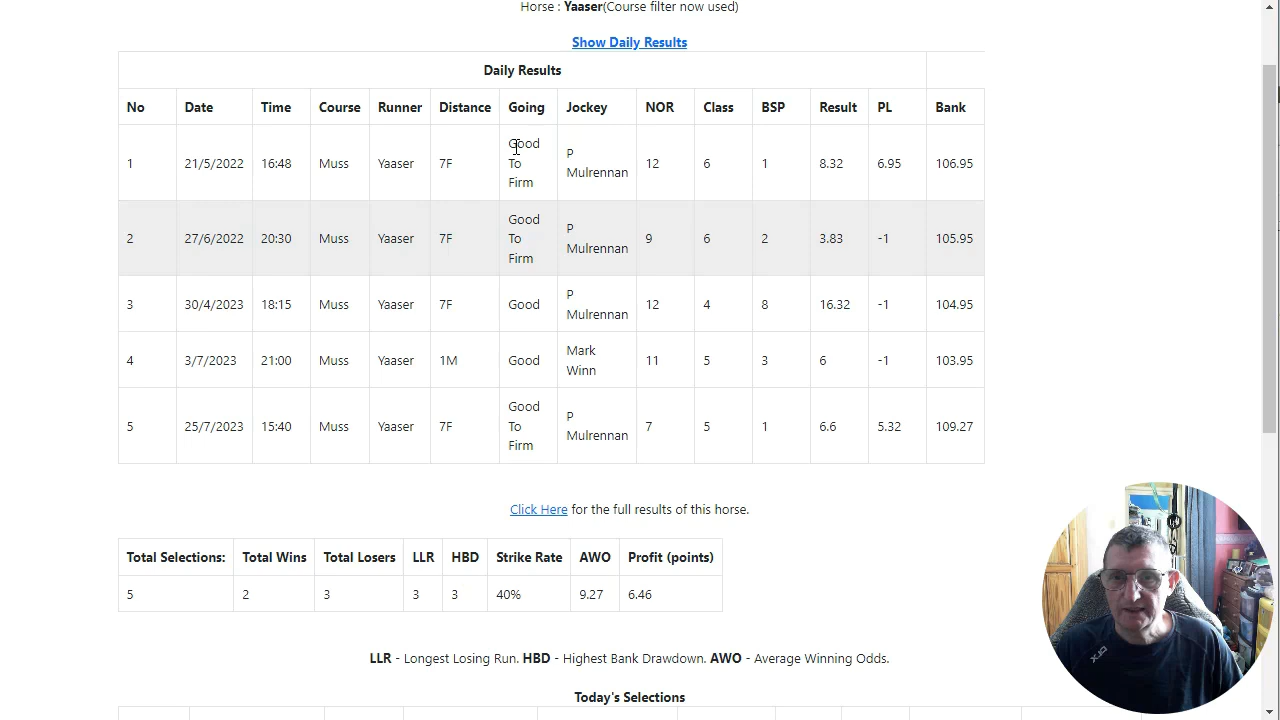 Horse : Yaaser(Course filter now used)
Show Daily Results
Daily Results
No Date Time Course Runner Distance Going Jockey NOR Class BSP Result PL Bank
1 21/5/2022 16:48 Muss Yaaser 7F Good To Firm P Mulrennan 12 6 1 8.32 6.95 106.95
2 27/6/2022 20:30 Muss Yaaser 7F Good To Firm P Mulrennan 9 6 2 3.83 -1 105.95
3 30/4/2023 18:15 Muss Yaaser 7F Good P Mulrennan 12 4 8 16.32 -1 104.95
4 3/7/2023 21:00 Muss Yaaser 1M Good Mark Winn 11 5 3 6 -1 103.95
5 25/7/2023 15:40 Muss Yaaser 7F Good To Firm P Mulrennan 7 5 1 6.6 5.32 109.27
Click Here for the full results of this horse.
Total Selections: Total Wins Total Losers LLR HBD Strike Rate AWO Profit (points)
5 2 3 3 3 40% 9.27 6.46
LLR - Longest Losing Run. HBD - Highest Bank Drawdown. AWO - Average Winning Odds.
Today's Selections